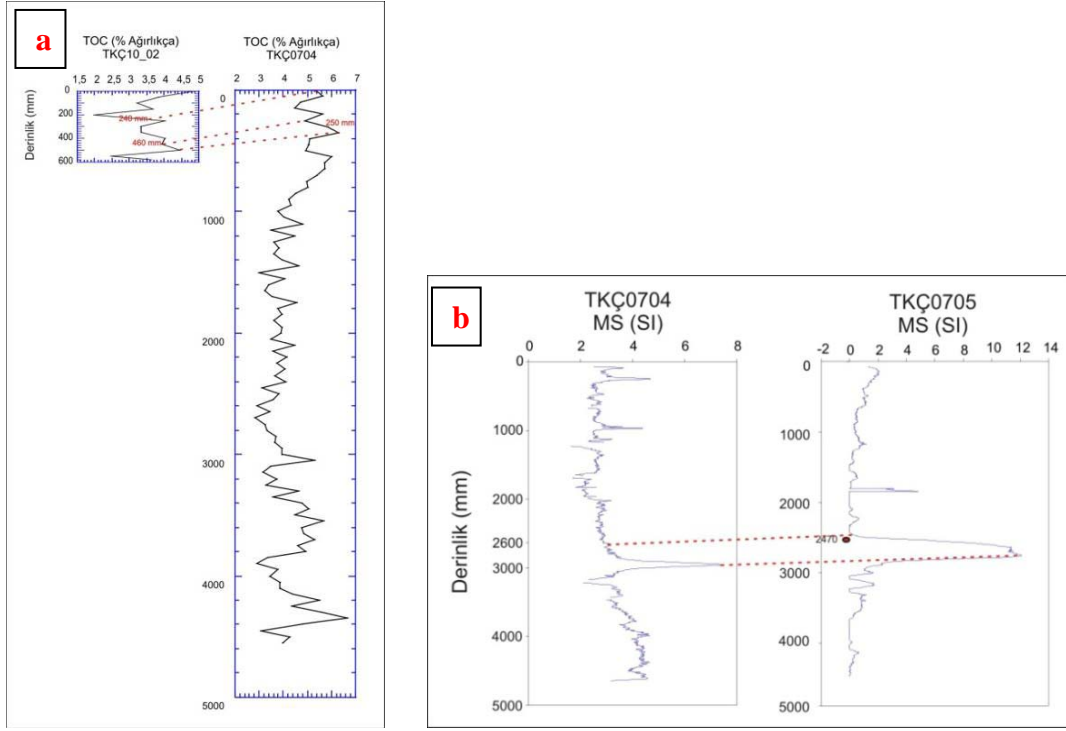 a
TOC (% Ağırlıkça)
TKÇ10_02
1,5 2 2,5 3 3,5 4 4,5 5
0
200
400
600
Derinlik (mm)
240 mm
460 mm
TOC (% Ağırlıkça)
TKÇ0704
2 3 4 5 6 7
0
250 mm
1000
2000
3000
4000
5000
b
TKÇ0704
MS (SI)
0 2 4 6 8
0
1000
2000
2600
3000
4000
5000
Derinlik (mm)
TKÇ0705
MS (SI)
-2 0 2 4 6 8 10 12 14
0
1000
2000
2470
3000
4000
5000